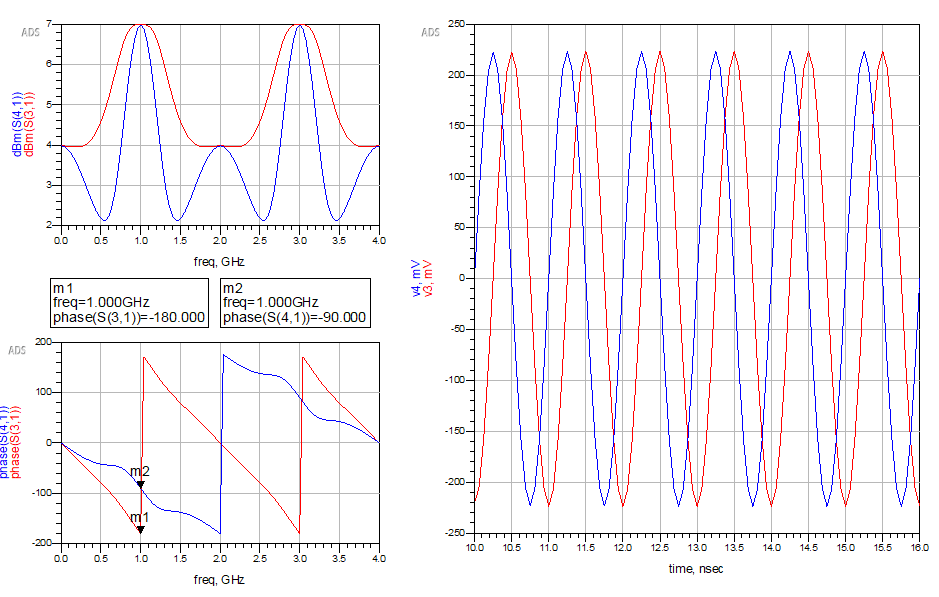 ADS
7
6
5
4
3
2
dBm(S(4,1))
dBm(S(3,1))
0.0 0.5 1.0 1.5 2.0 2.5 3.0 3.5 4.0
freq, GHz
m1
freq=1.000GHz
phase(S(3,1))=-180.000
m2
freq=1.000GHz
phase(S(4,1))=-90.000
ADS
200
100
0
-100
-200
phase(S(4,1))
phase(S(3,1))
m2
m1
0.0 0.5 1.0 1.5 2.0 2.5 3.0 3.5 4.0
freq, GHz
ADS
250
200
150
100
50
0
-50
-100
-150
-200
-250
v4, mV
v3, mV
10.0 10.5 11.0 11.5 12.0 12.5 13.0 13.5 14.0 14.5 15.0 15.5 16.0
time, nsec